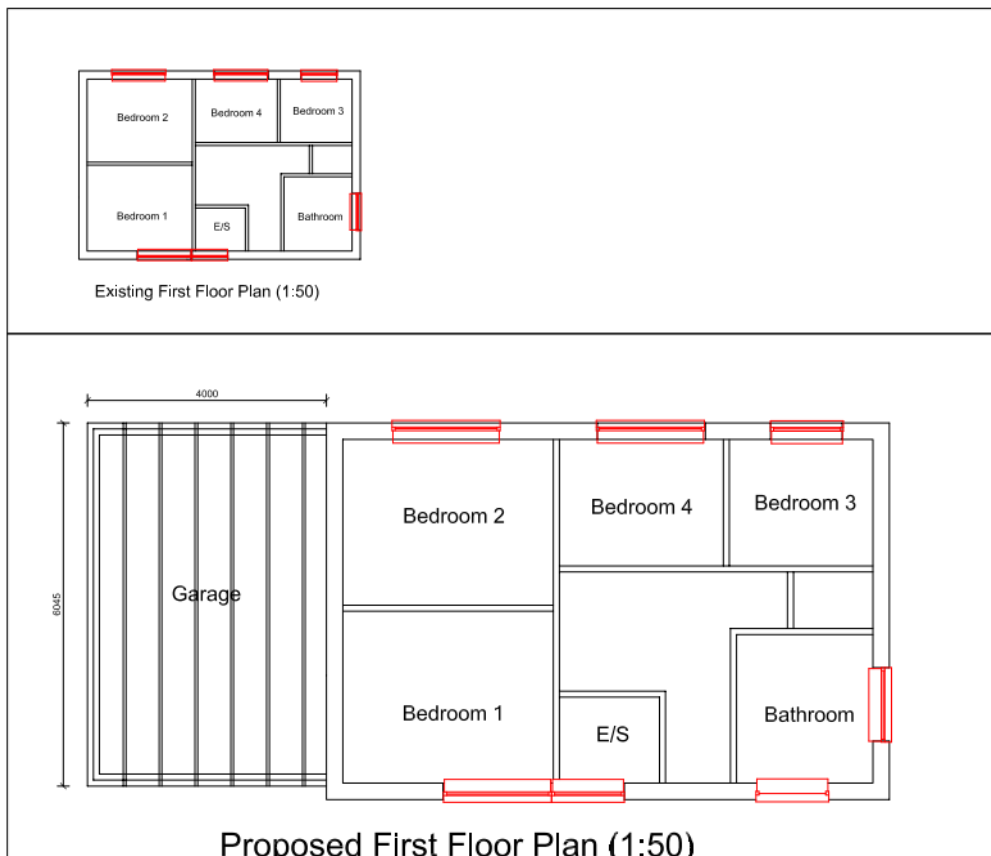 Bedroom 2
Bedroom 4
Bedroom 3
Bedroom 1
E/S
Bathroom
Existing First Floor Plan (1:50)
4000
6045
Garage
Bedroom 2
Bedroom 4
Bedroom 3
Bedroom 1
E/S
Bathroom
Proposed First Floor Plan (1:50)